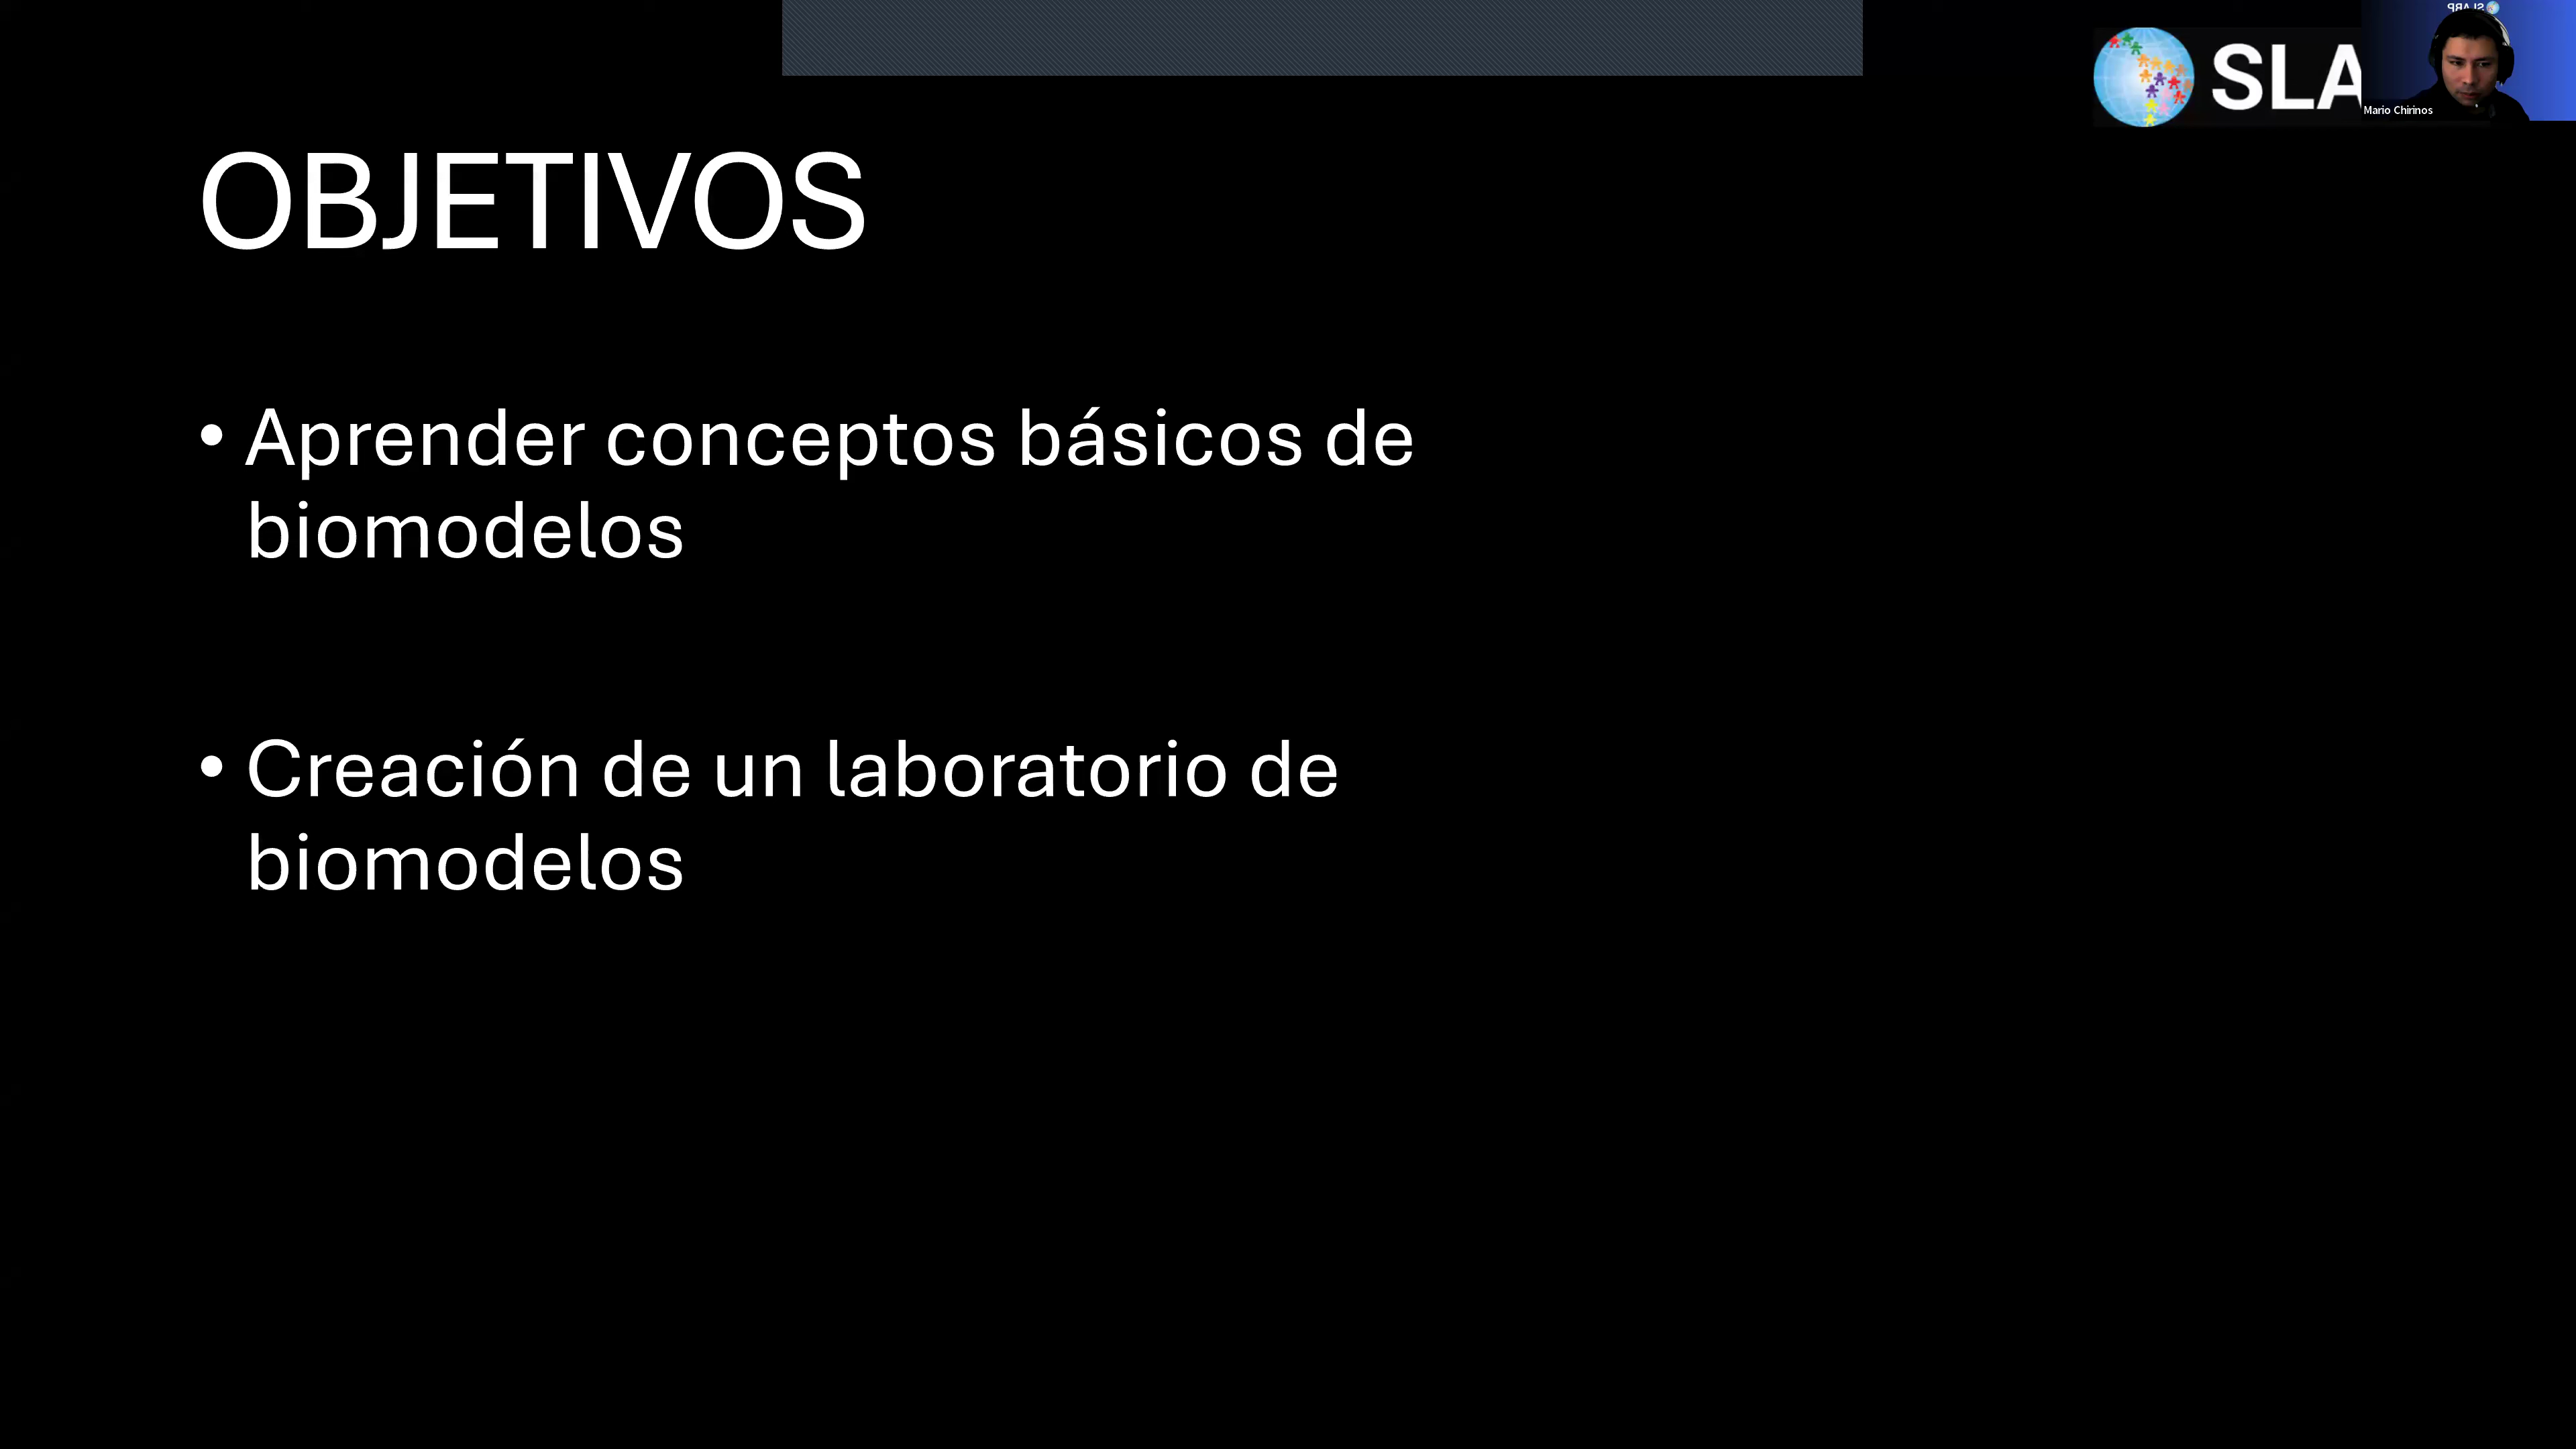 SLA
Mario Chirinos
OBJETIVOS
• Aprender conceptos básicos de
biomodelos
• Creación de un laboratorio de
biomodelos